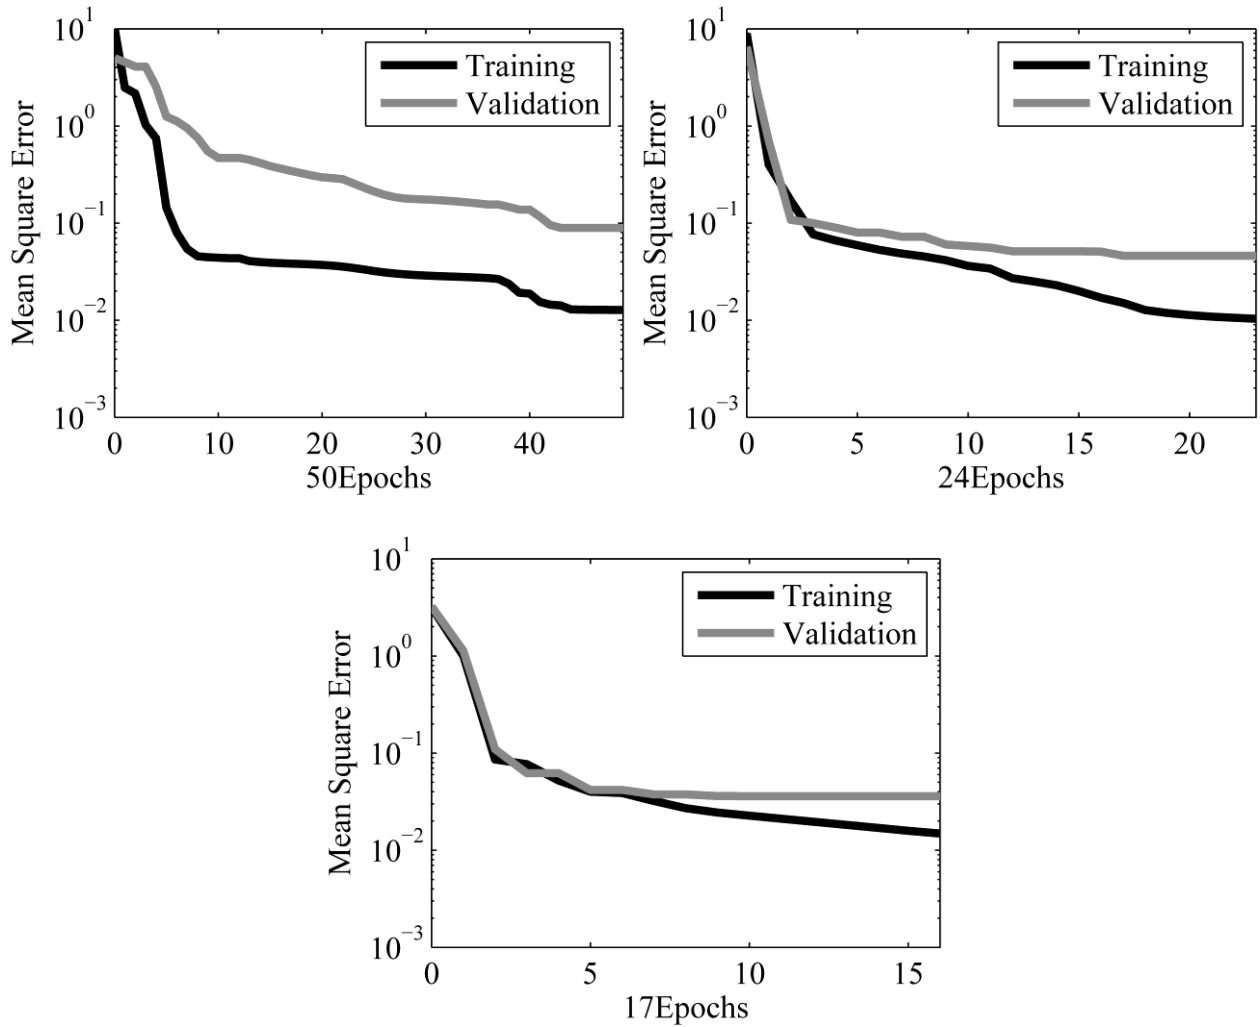 Mean Square Error
10^1
10^0
10^−1
10^−2
10^−3
Training
Validation
0 10 20 30 40
50Epochs
Mean Square Error
10^1
10^0
10^−1
10^−2
10^−3
Training
Validation
0 5 10 15 20
24Epochs
Mean Square Error
10^1
10^0
10^−1
10^−2
10^−3
Training
Validation
0 5 10 15
17Epochs